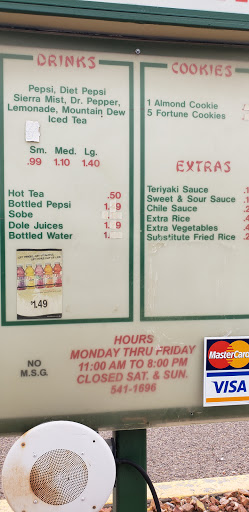 DRINKS
Pepsi, Diet Pepsi
Sierra Mist, Dr. Pepper,
Lemonade, Mountain Dew
Iced Tea
Sm. Med. Lg.
.99 1.10 1.40
Hot Tea .50
Bottled Pepsi
Sobe
Dole Juices
Bottled Water
$1.49
COOKIES
1 Almond Cookie
5 Fortune Cookies
EXTRAS
Teriyaki Sauce
Sweet & Sour Sauce
Chile Sauce
Extra Rice
Extra Vegetables
Substitute Fried Rice
NO
M.S.G.
HOURS
MONDAY THRU FRIDAY
11:00 AM TO 8:00 PM
CLOSED SAT. & SUN.
541-1696
MasterCard
VISA